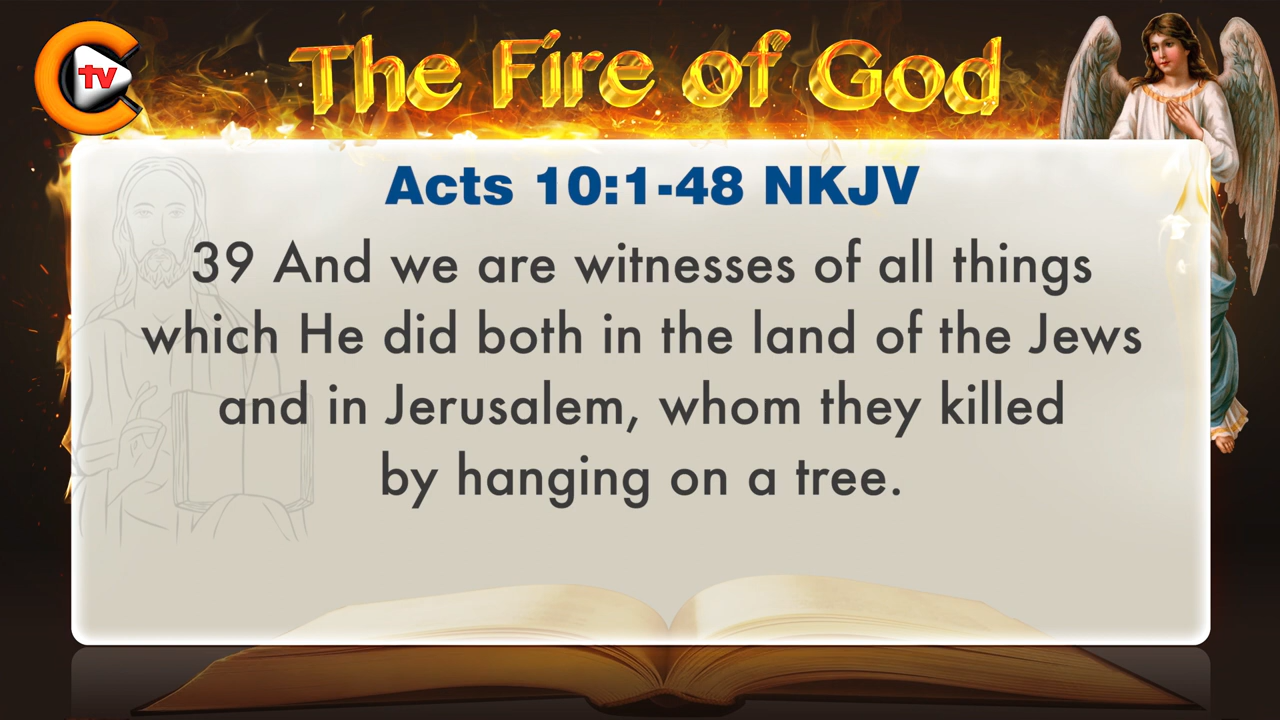 tv
The Fire of God
Acts 10:1-48 NKJV
39 And we are witnesses of all things
which He did both in the land of the Jews
and in Jerusalem, whom they killed
by hanging on a tree.